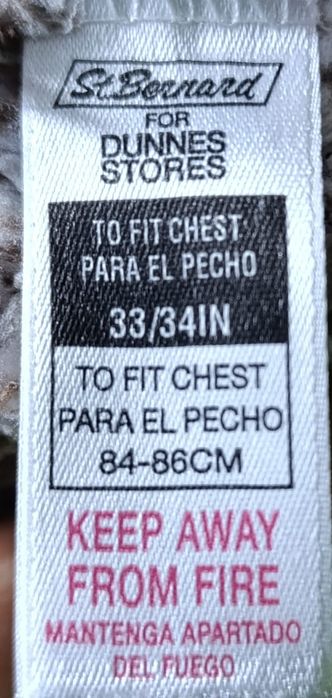 St Bernard
FOR
DUNNES
STORES
TO FIT CHEST
PARA EL PECHO
33/34IN
TO FIT CHEST
PARA EL PECHO
84-86CM
KEEP AWAY
FROM FIRE
MANTENGA APARTADO
DEL FUEGO